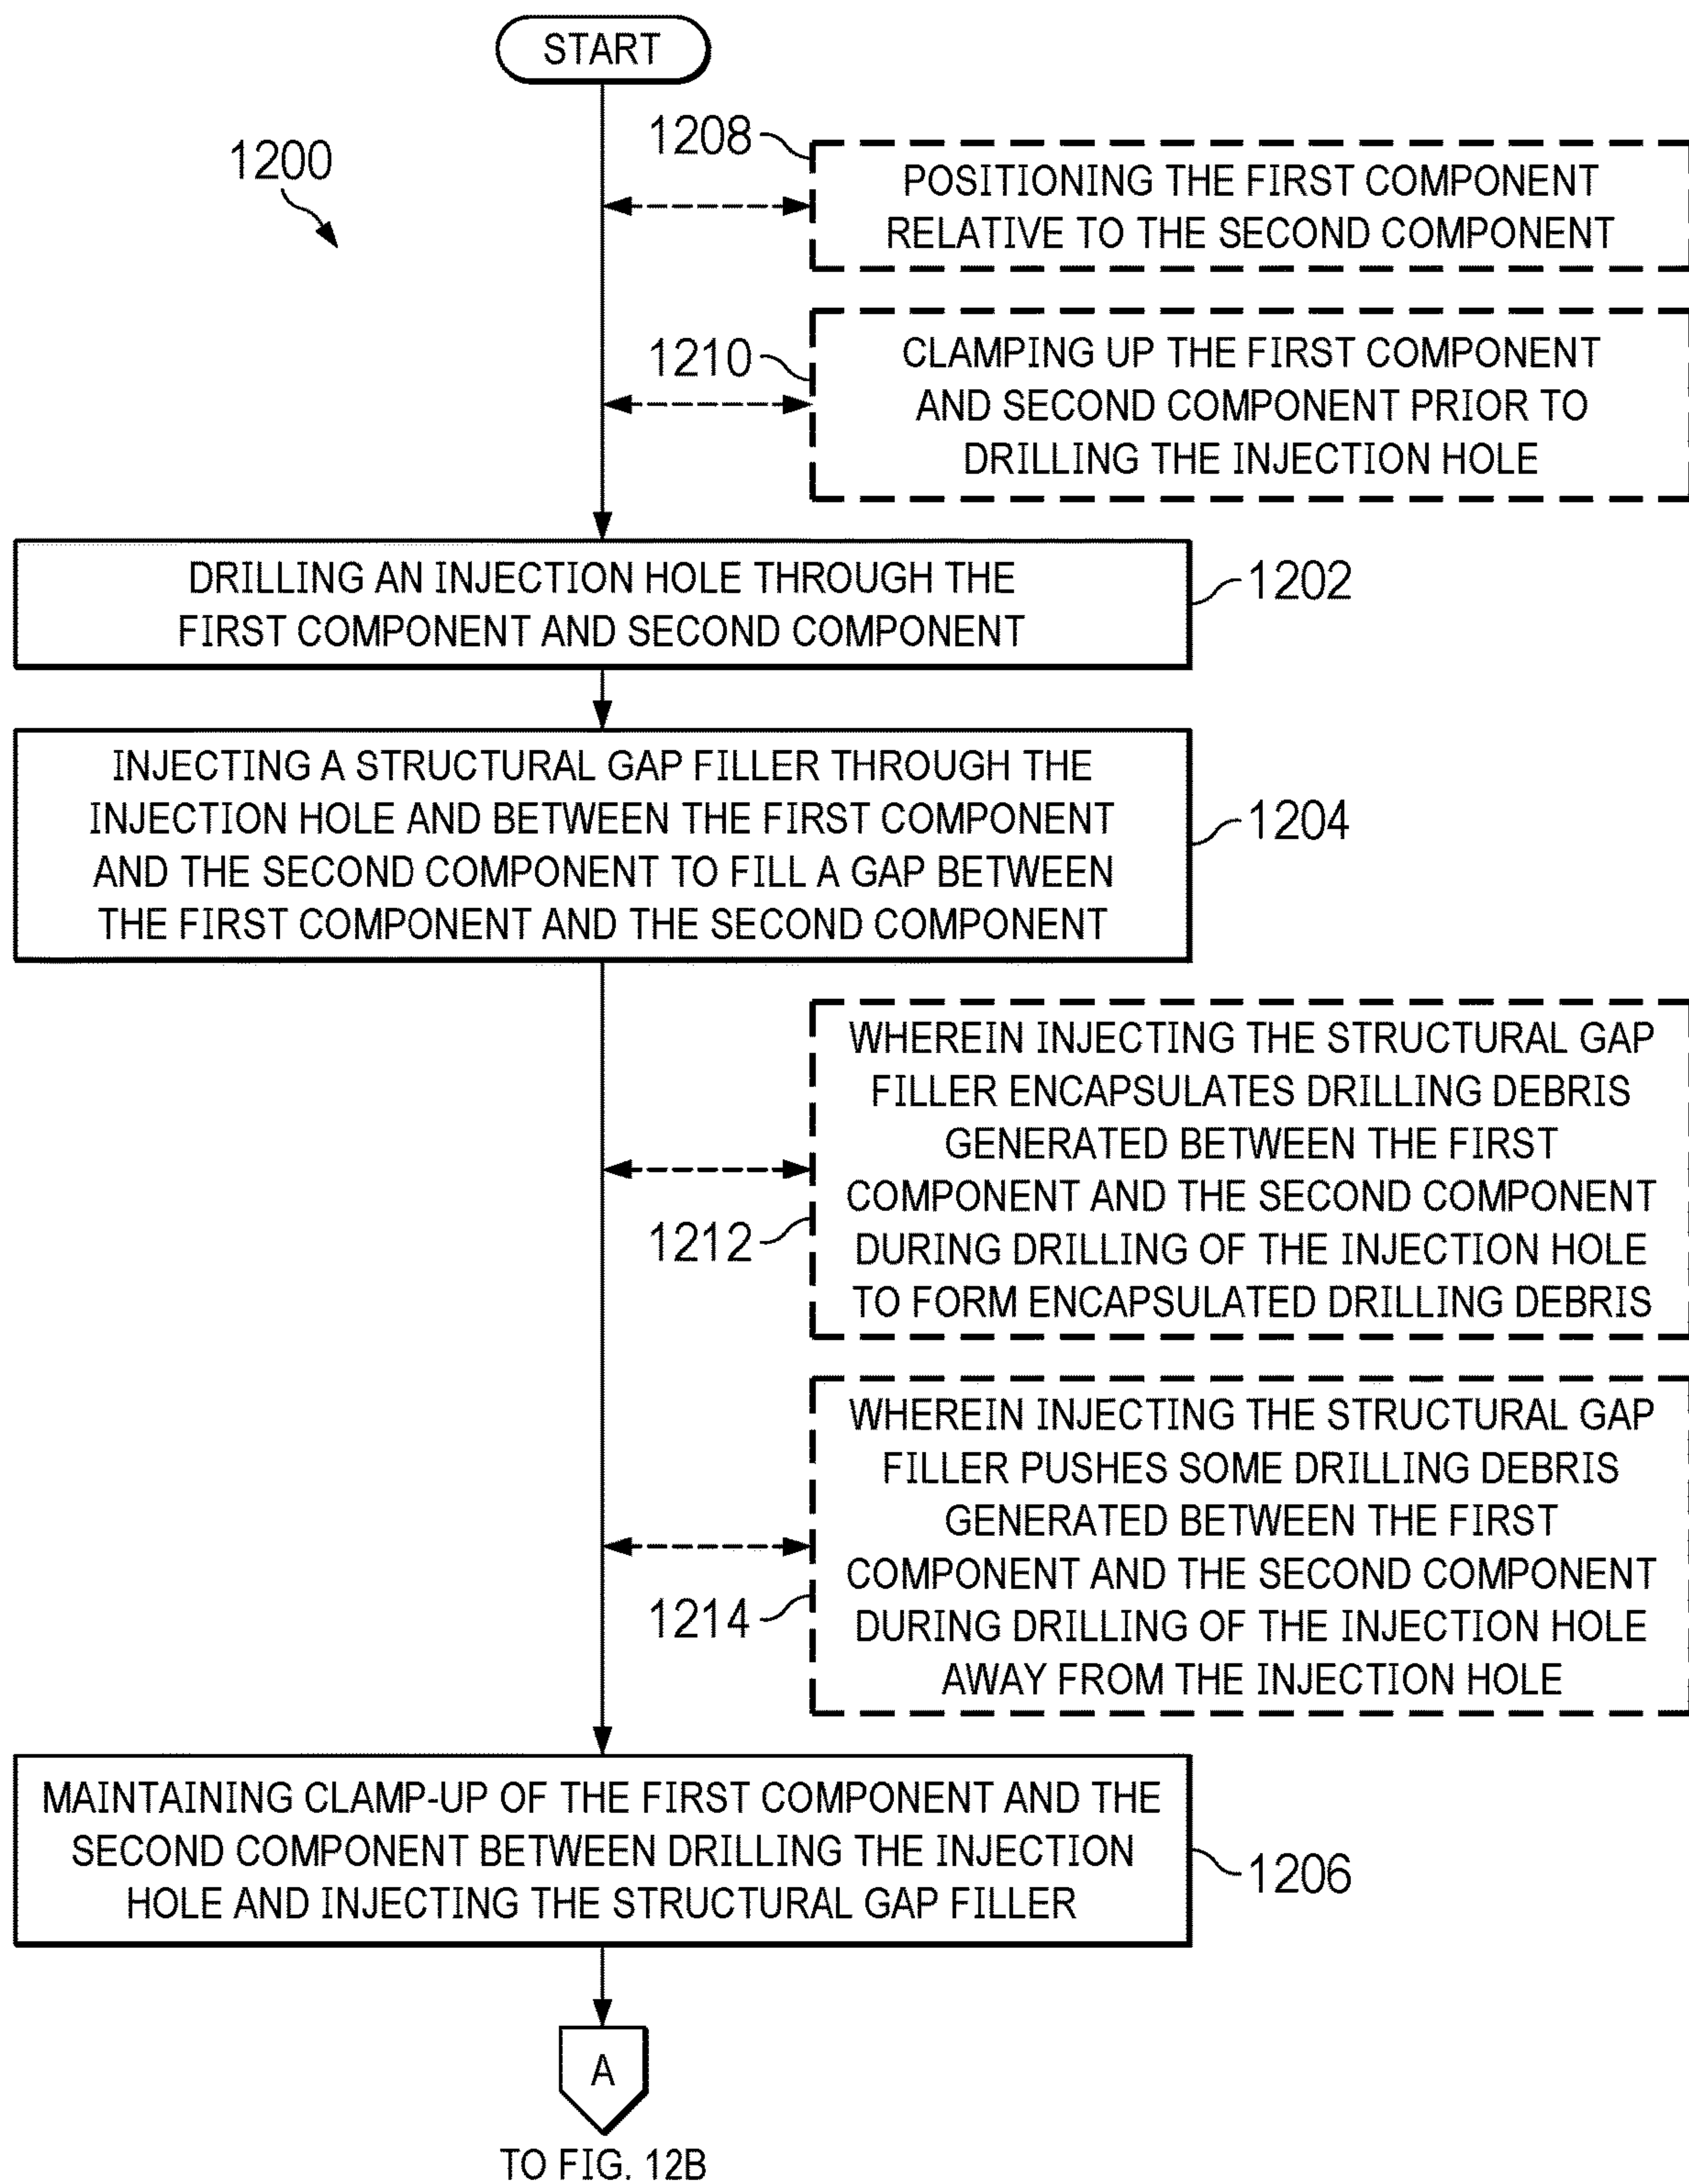 START
1200
1208
POSITIONING THE FIRST COMPONENT
RELATIVE TO THE SECOND COMPONENT
1210
CLAMPING UP THE FIRST COMPONENT
AND SECOND COMPONENT PRIOR TO
DRILLING THE INJECTION HOLE
DRILLING AN INJECTION HOLE THROUGH THE
FIRST COMPONENT AND SECOND COMPONENT
1202
INJECTING A STRUCTURAL GAP FILLER THROUGH THE
INJECTION HOLE AND BETWEEN THE FIRST COMPONENT
AND THE SECOND COMPONENT TO FILL A GAP BETWEEN
THE FIRST COMPONENT AND THE SECOND COMPONENT
1204
WHEREIN INJECTING THE STRUCTURAL GAP
FILLER ENCAPSULATES DRILLING DEBRIS
GENERATED BETWEEN THE FIRST
COMPONENT AND THE SECOND COMPONENT
DURING DRILLING OF THE INJECTION HOLE
TO FORM ENCAPSULATED DRILLING DEBRIS
1212
WHEREIN INJECTING THE STRUCTURAL GAP
FILLER PUSHES SOME DRILLING DEBRIS
GENERATED BETWEEN THE FIRST
COMPONENT AND THE SECOND COMPONENT
DURING DRILLING OF THE INJECTION HOLE
AWAY FROM THE INJECTION HOLE
1214
MAINTAINING CLAMP-UP OF THE FIRST COMPONENT AND THE
SECOND COMPONENT BETWEEN DRILLING THE INJECTION
HOLE AND INJECTING THE STRUCTURAL GAP FILLER
1206
A
TO FIG. 12B